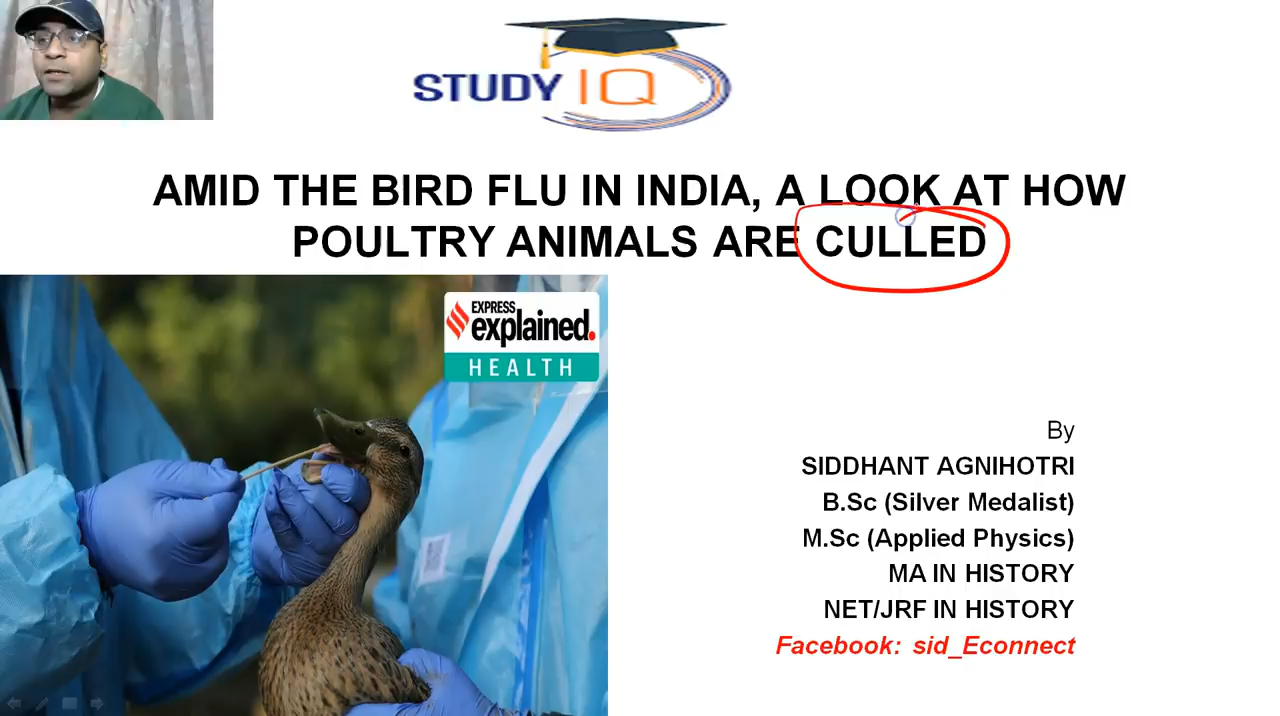 STUDY IQ
AMID THE BIRD FLU IN INDIA, A LOOK AT HOW
POULTRY ANIMALS ARE CULLED
EXPRESS
explained.
HEALTH
By
SIDDHANT AGNIHOTRI
B.Sc (Silver Medalist)
M.Sc (Applied Physics)
MA IN HISTORY
NET/JRF IN HISTORY
Facebook: sid_Econnect